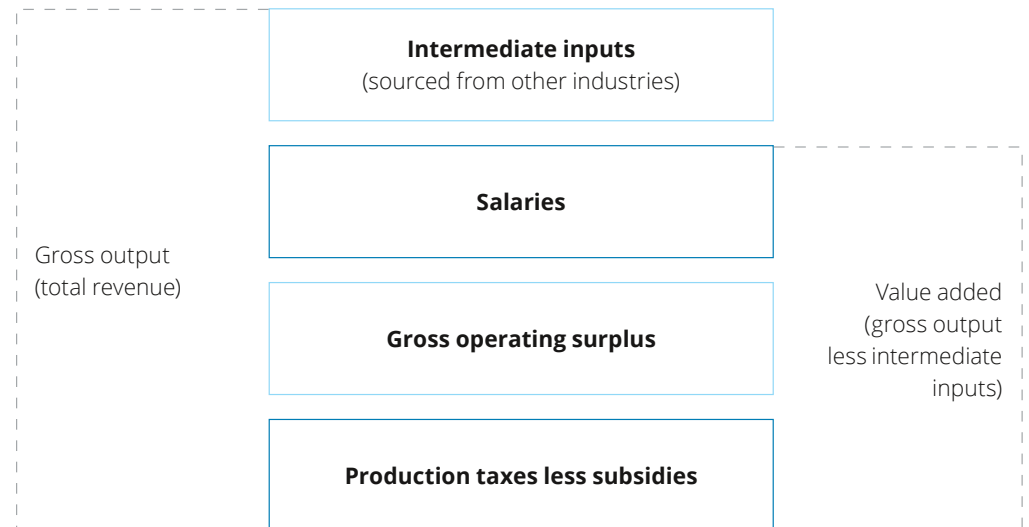 Intermediate inputs
(sourced from other industries)
Salaries
Gross output
(total revenue)
Gross operating surplus
Value added
(gross output
less intermediate
inputs)
Production taxes less subsidies